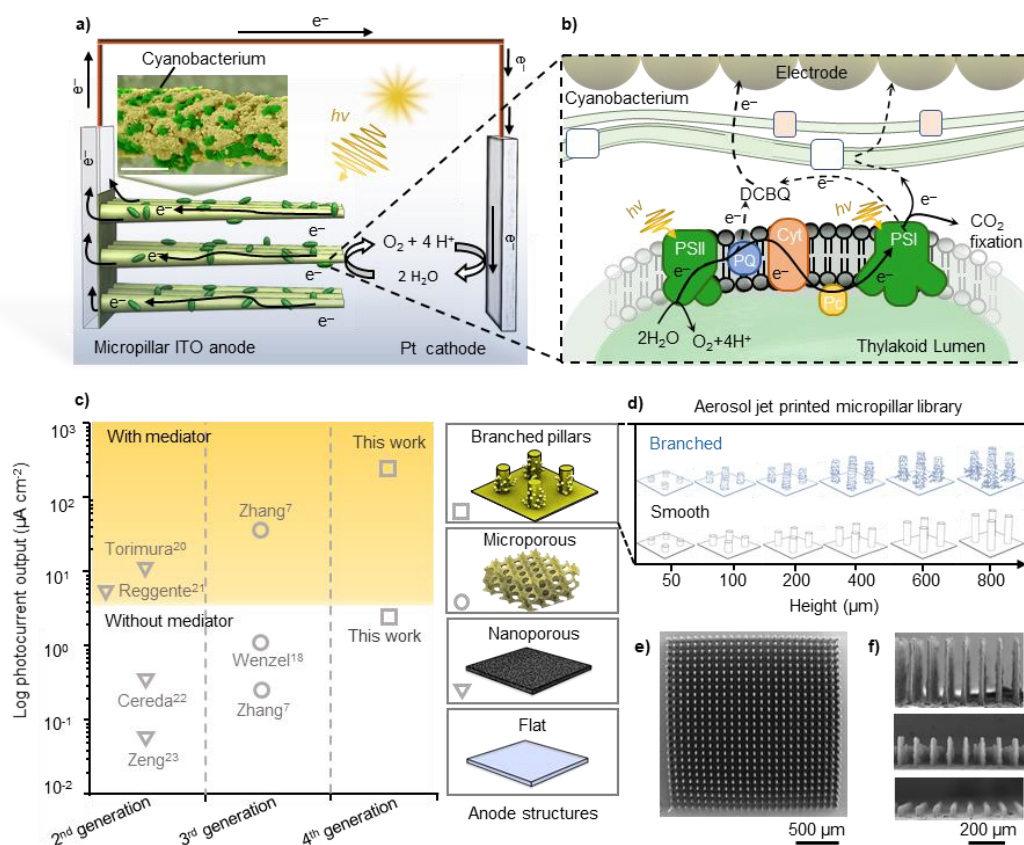 a)
e⁻
Cyanobacterium
hv
e⁻
e⁻
e⁻
e⁻
e⁻
e⁻
e⁻
e⁻
e⁻
e⁻
e⁻
O₂ + 4 H⁺
2 H₂O
Micropillar ITO anode
Pt cathode
b)
Electrode
Cyanobacterium
e⁻
e⁻
DCBQ
hv
hv
e⁻
e⁻
CO₂
fixation
PSII
PQ
Cyt
PSI
e⁻
e⁻
Pc
2H₂O
O₂+4H⁺
Thylakoid Lumen
c)
Log photocurrent output (µA cm⁻²)
10³
10²
10¹
10⁰
10⁻¹
10⁻²
With mediator
This work
Zhang⁷
Torimura²⁰
Reggente²¹
Without mediator
This work
Wenzel¹⁸
Cereda²²
Zhang⁷
Zeng²³
2ⁿᵈ generation
3ʳᵈ generation
4ᵗʰ generation
Branched pillars
Microporous
Nanoporous
Flat
Anode structures
d)
Aerosol jet printed micropillar library
Branched
Smooth
50 100 200 400 600 800
Height (µm)
e)
500 µm
f)
200 µm